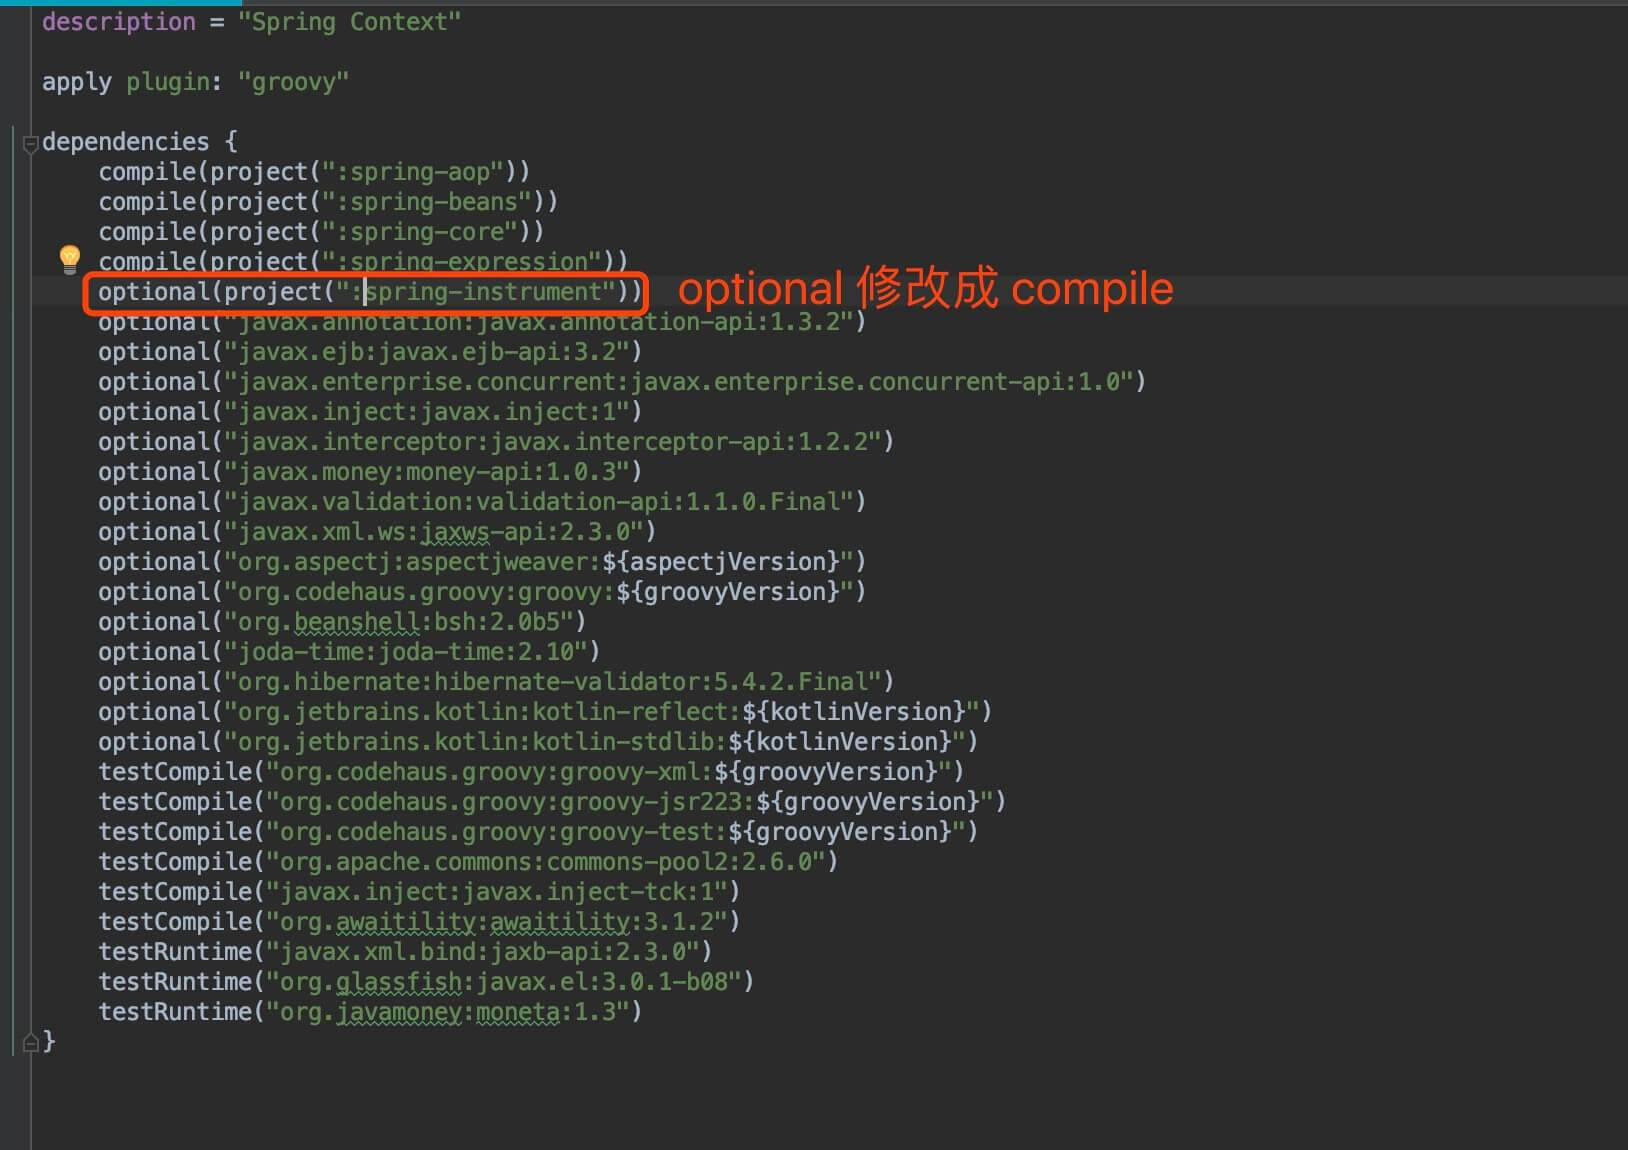 description = "Spring Context"
apply plugin: "groovy"
dependencies {
compile(project(":spring-aop"))
compile(project(":spring-beans"))
compile(project(":spring-core"))
compile(project(":spring-expression"))
optional(project(":spring-instrument")) optional 修改成 compile
optional("javax.annotation:javax.annotation-api:1.3.2")
optional("javax.ejb:javax.ejb-api:3.2")
optional("javax.enterprise.concurrent:javax.enterprise.concurrent-api:1.0")
optional("javax.inject:javax.inject:1")
optional("javax.interceptor:javax.interceptor-api:1.2.2")
optional("javax.money:money-api:1.0.3")
optional("javax.validation:validation-api:1.1.0.Final")
optional("javax.xml.ws:jaxws-api:2.3.0")
optional("org.aspectj:aspectjweaver:${aspectjVersion}")
optional("org.codehaus.groovy:groovy:${groovyVersion}")
optional("org.beanshell:bsh:2.0b5")
optional("joda-time:joda-time:2.10")
optional("org.hibernate:hibernate-validator:5.4.2.Final")
optional("org.jetbrains.kotlin:kotlin-reflect:${kotlinVersion}")
optional("org.jetbrains.kotlin:kotlin-stdlib:${kotlinVersion}")
testCompile("org.codehaus.groovy:groovy-xml:${groovyVersion}")
testCompile("org.codehaus.groovy:groovy-jsr223:${groovyVersion}")
testCompile("org.codehaus.groovy:groovy-test:${groovyVersion}")
testCompile("org.apache.commons:commons-pool2:2.6.0")
testCompile("javax.inject:javax.inject-tck:1")
testCompile("org.awaitility:awaitility:3.1.2")
testRuntime("javax.xml.bind:jaxb-api:2.3.0")
testRuntime("org.glassfish:javax.el:3.0.1-b08")
testRuntime("org.javamoney:moneta:1.3")
}